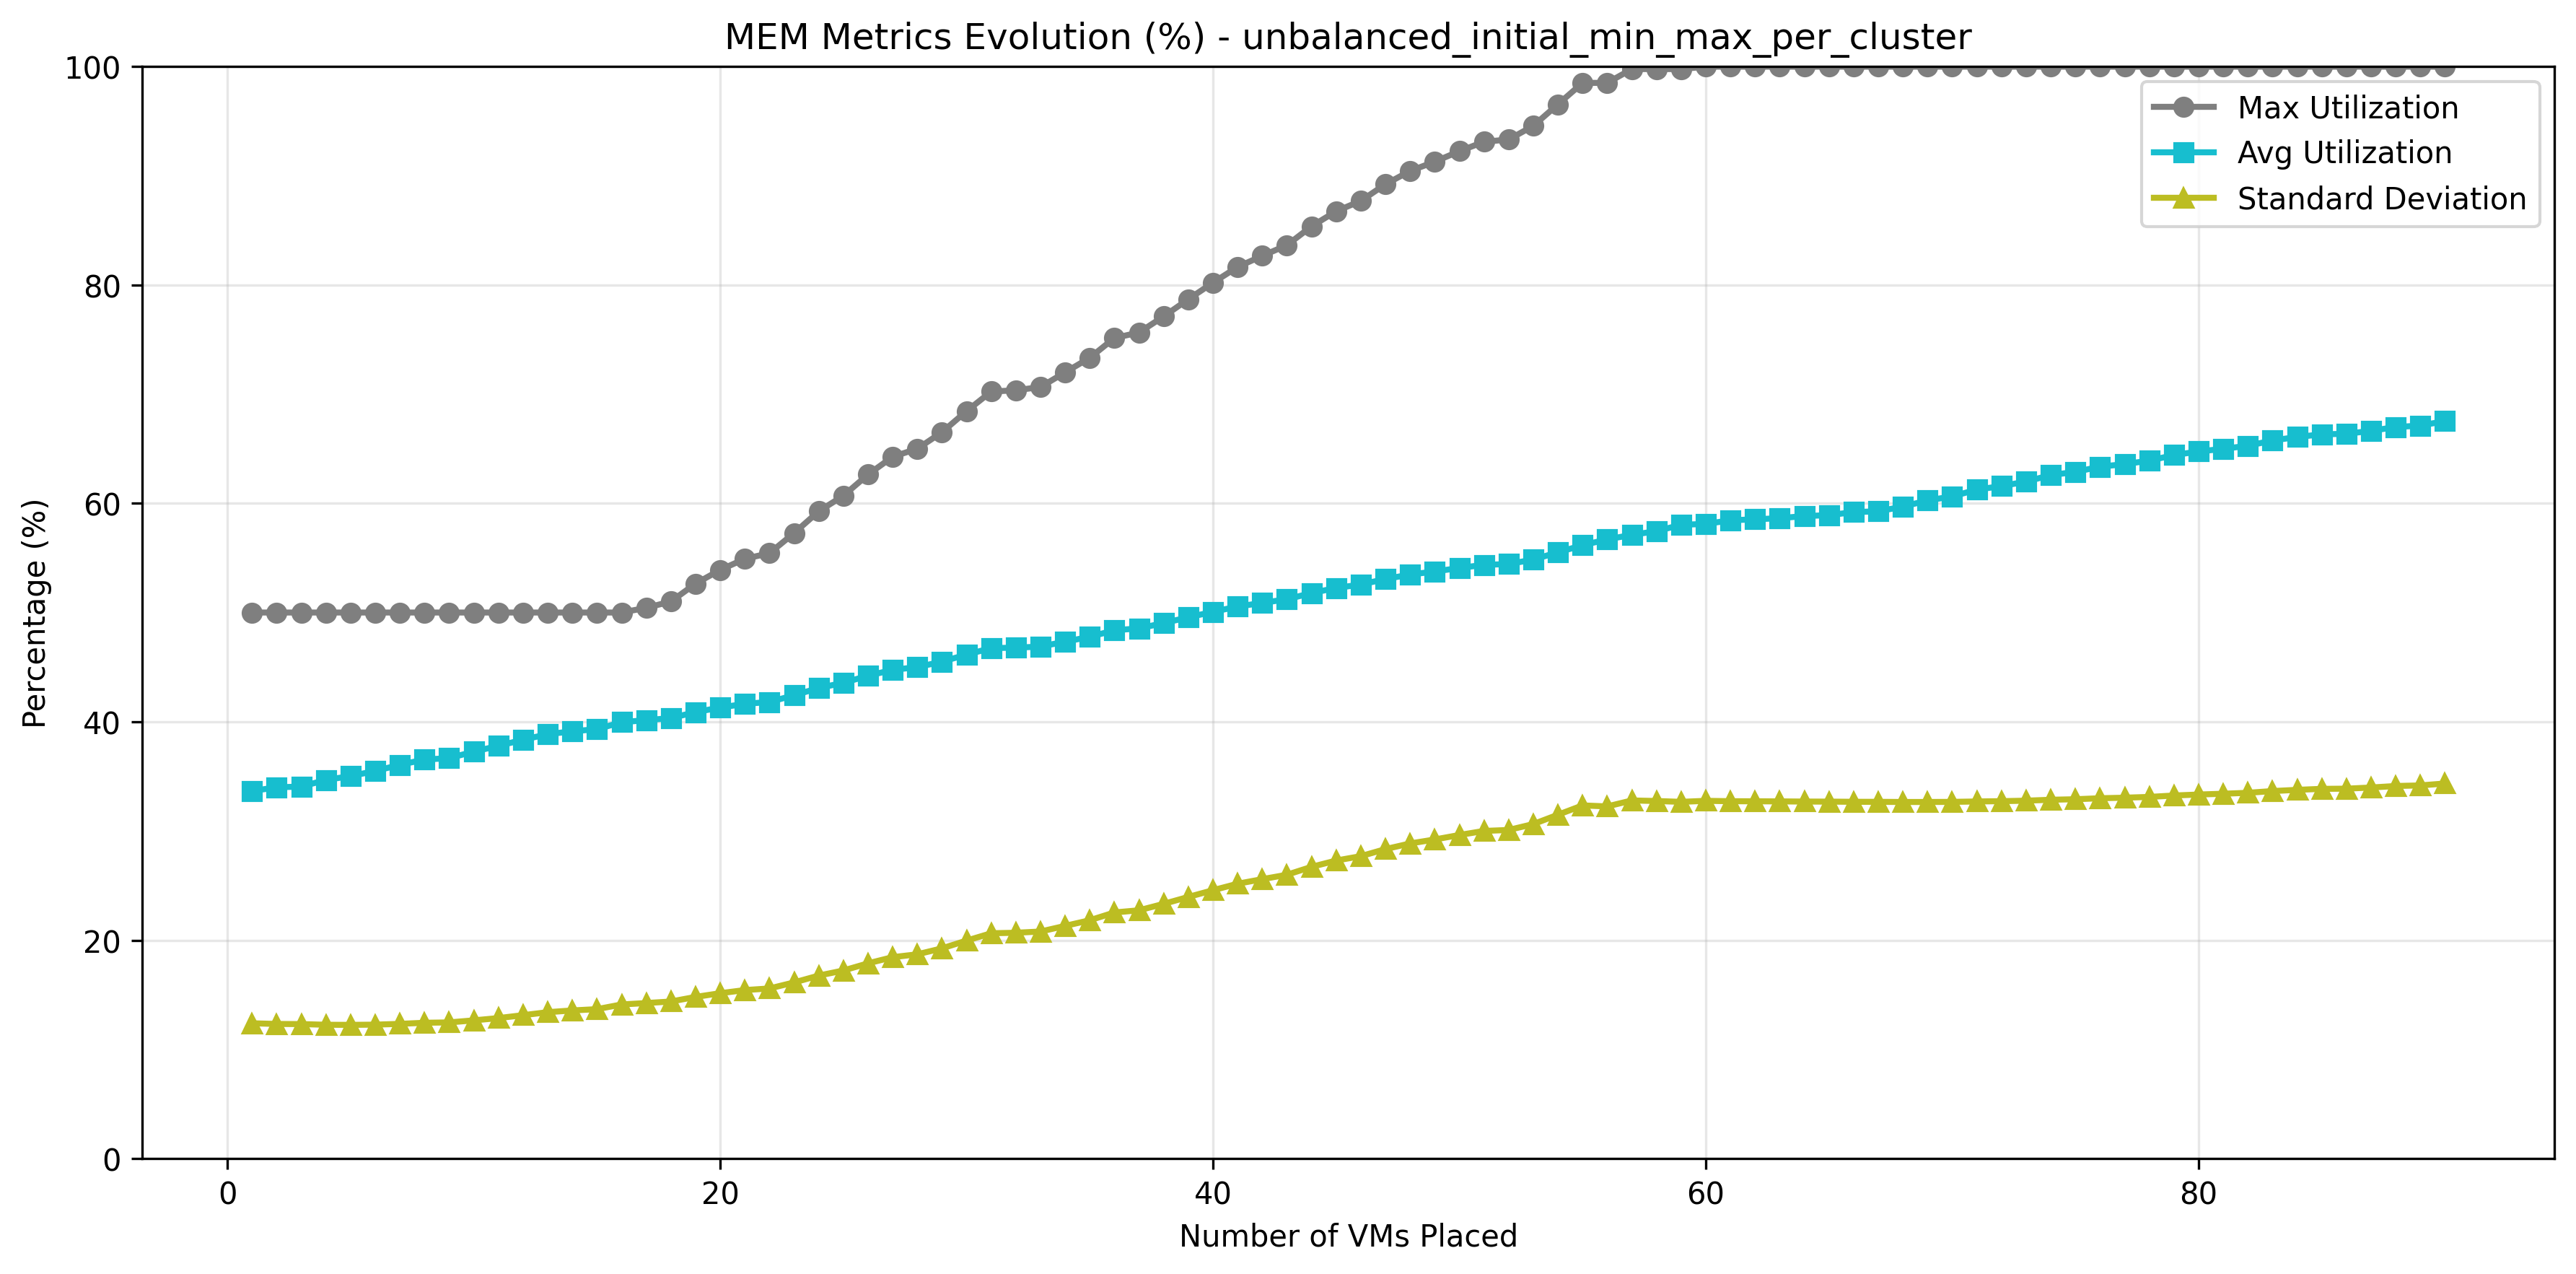 MEM Metrics Evolution (%) - unbalanced_initial_min_max_per_cluster
100
80
60
40
20
0
Percentage (%)
Max Utilization
Avg Utilization
Standard Deviation
0 20 40 60 80
Number of VMs Placed